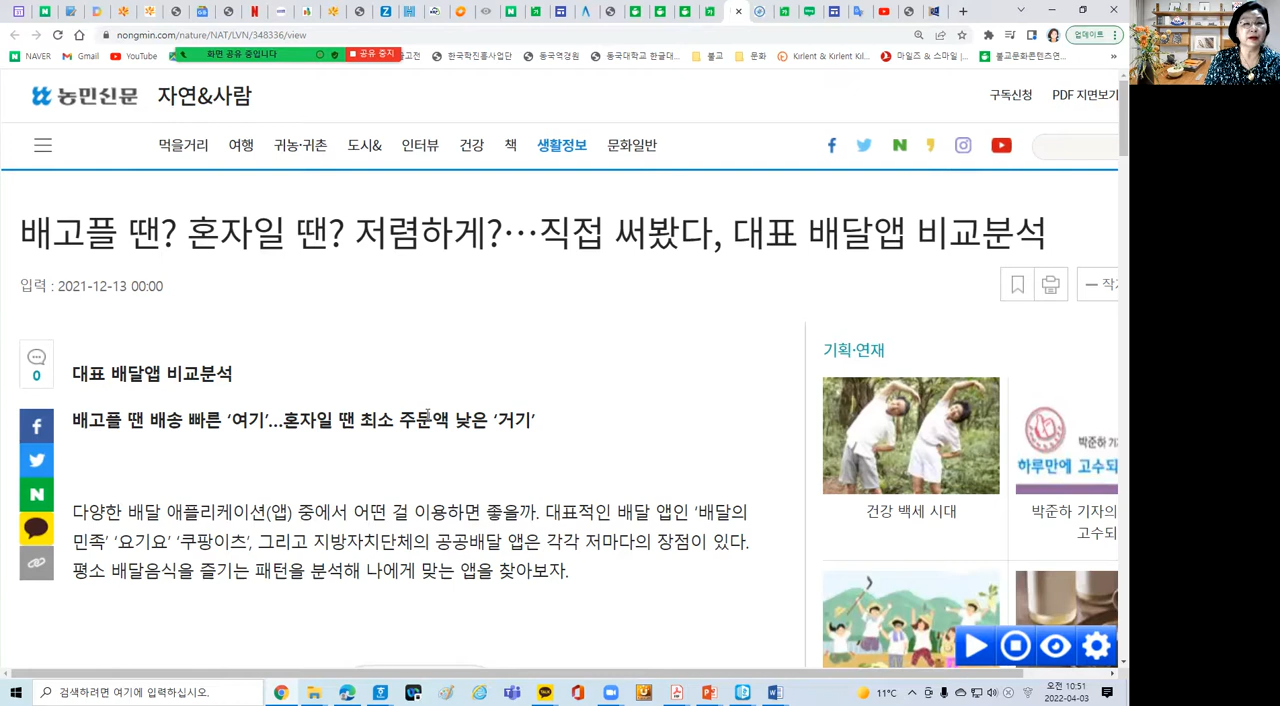 nongmin.com/nature/NAT/LVN/348336/view
업데이트
NAVER
Gmail
YouTube
화면 공유 중입니다
공유 중지
한국학진흥사업단
동국역경원
동국대학교 한글대...
불교
문화
Kirlent & Kirlent Kil...
마일즈 & 스마일 |...
불교문화콘텐츠연...
농민신문 자연&사람
구독신청 PDF 지면보기
먹을거리 여행 귀농·귀촌 도시& 인터뷰 건강 책 생활정보 문화일반
배고플 땐? 혼자일 땐? 저렴하게?…직접 써봤다, 대표 배달앱 비교분석
입력 : 2021-12-13 00:00
0
대표 배달앱 비교분석
배고플 땐 배송 빠른 ‘여기’…혼자일 땐 최소 주문액 낮은 ‘거기’
다양한 배달 애플리케이션(앱) 중에서 어떤 걸 이용하면 좋을까. 대표적인 배달 앱인 ‘배달의
민족’ ‘요기요’ ‘쿠팡이츠’, 그리고 지방자치단체의 공공배달 앱은 각각 저마다의 장점이 있다.
평소 배달음식을 즐기는 패턴을 분석해 나에게 맞는 앱을 찾아보자.
기획·연재
건강 백세 시대
박준하
하루만에 고수되
박준하 기자의
고수되
검색하려면 여기에 입력하십시오.
11°C
오전 10:51
2022-04-03